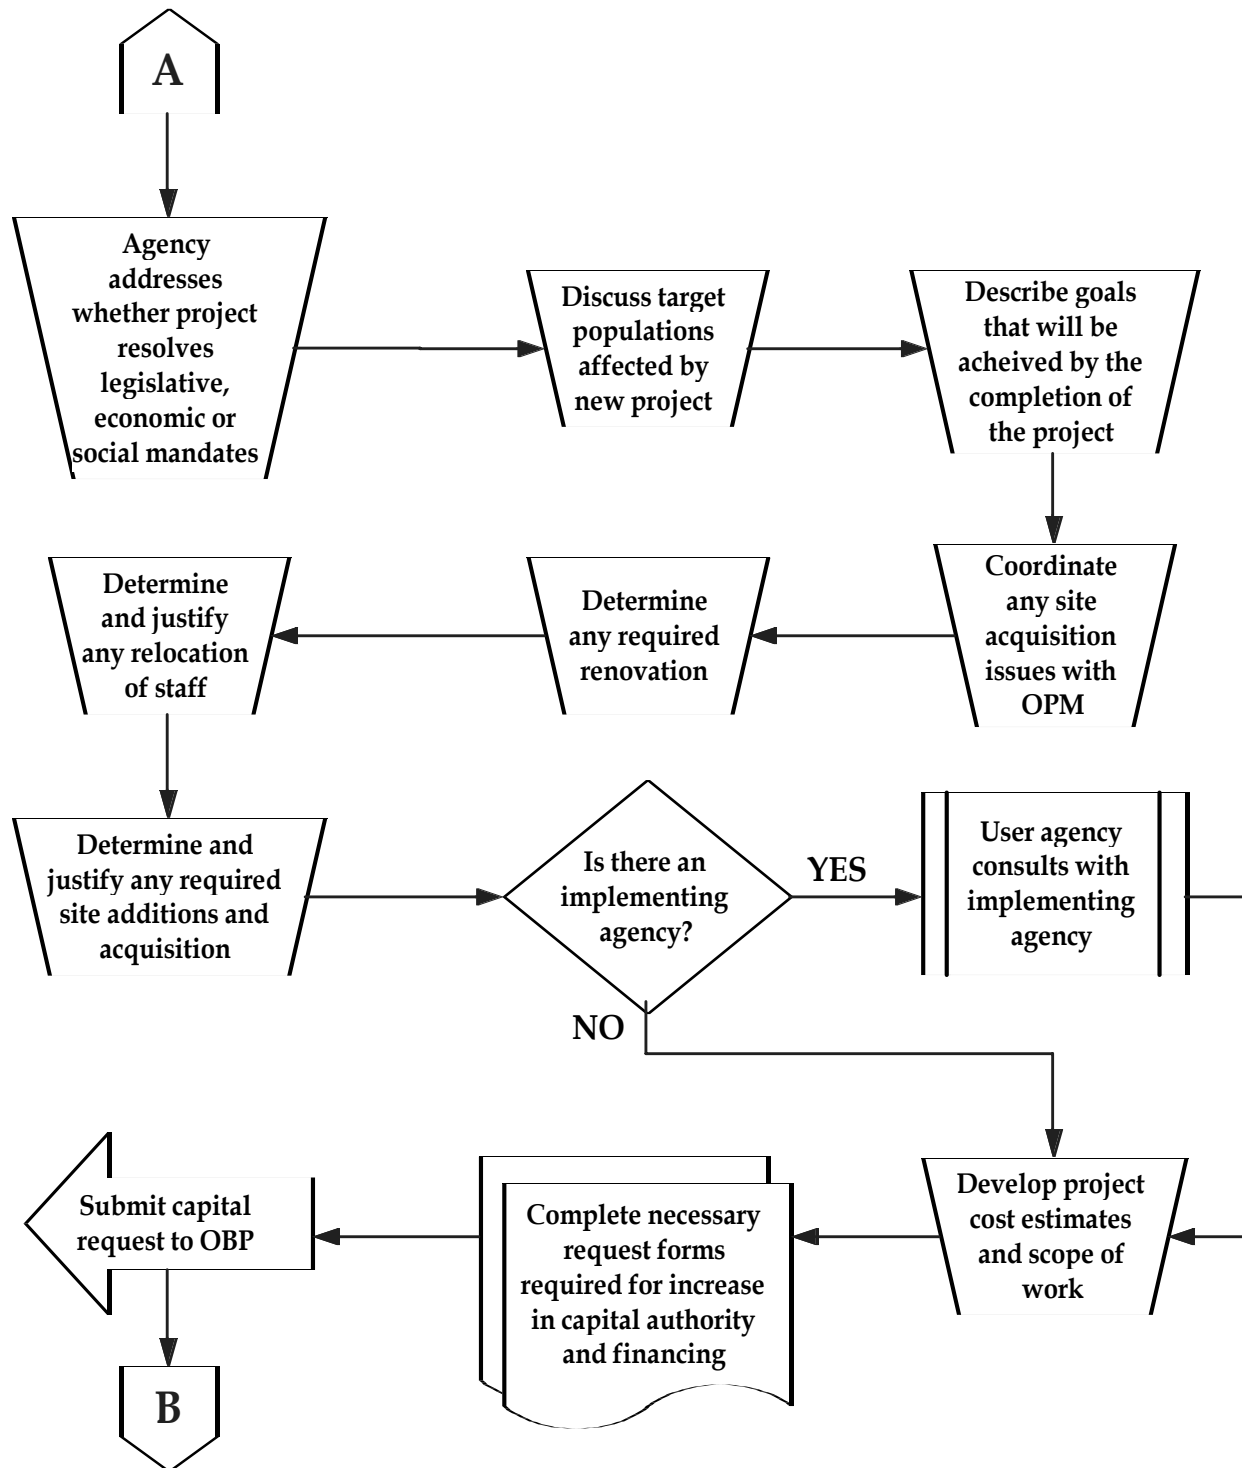 A
Agency
addresses
whether project
resolves
legislative,
economic or
social mandates
Discuss target
populations
affected by
new project
Describe goals
that will be
acheived by the
completion of
the project
Coordinate
any site
acquisition
issues with
OPM
Determine
any required
renovation
Determine
and justify
any relocation
of staff
Determine and
justify any required
site additions and
acquisition
Is there an
implementing
agency?
YES
User agency
consults with
implementing
agency
NO
Develop project
cost estimates
and scope of
work
Complete necessary
request forms
required for increase
in capital authority
and financing
Submit capital
request to OBP
B